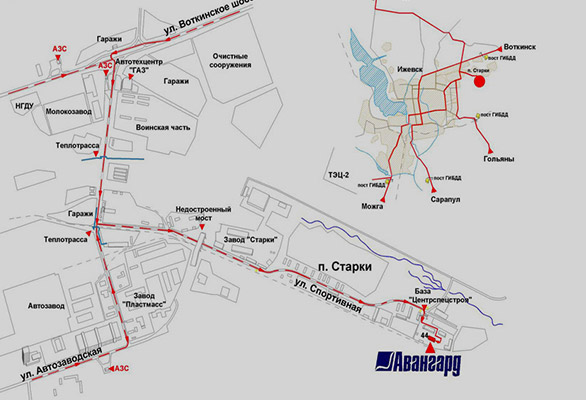 ул. Воткинское шос
АЗС
Гаражи
АЗС
Автотехцентр
"ГАЗ"
Гаражи
Очистные
сооружения
НГДУ
Молокозавод
Воинская часть
Теплотрасса
Гаражи
Теплотрасса
Недостроенный
мост
Завод "Старки"
п. Старки
ул. Спортивная
База
"Центрспецстроя"
44
Авангард
Автозавод
Завод
"Пластмасс"
ул. Автозаводская
АЗС
Воткинск
пост ГИБДД
п. Старки
Ижевск
пост ГИБДД
Гольяны
ТЭЦ-2
пост ГИБДД
пост ГИБДД
Можга
Сарапул